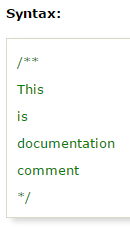 Syntax:
/**
This
is
documentation
comment
*/